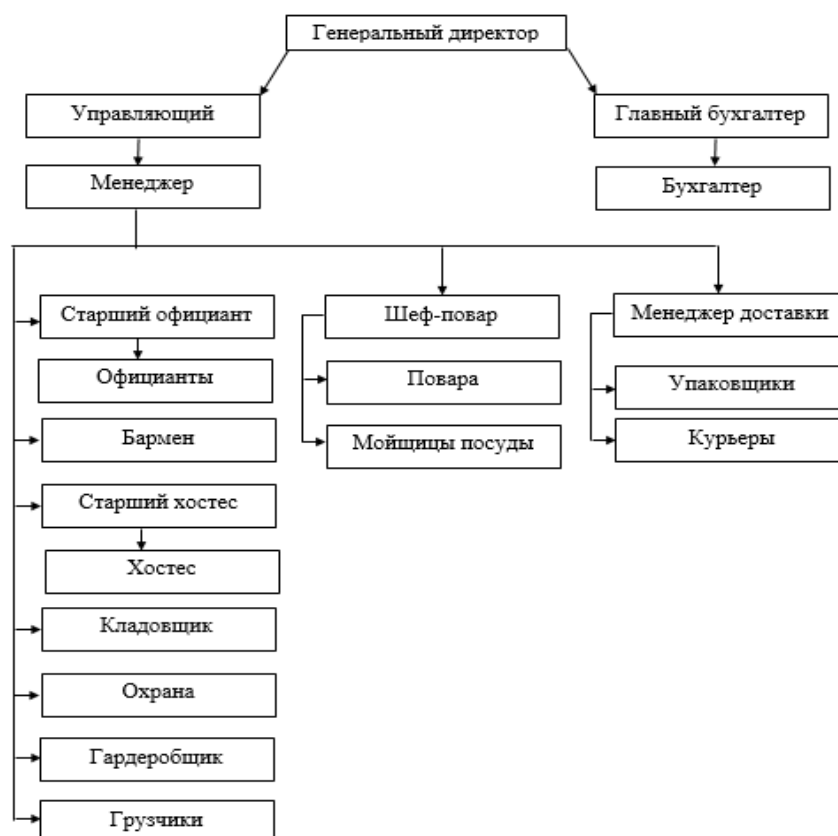 Генеральный директор
Управляющий
Главный бухгалтер
Менеджер
Бухгалтер
Старший официант
Шеф-повар
Менеджер доставки
Официанты
Повара
Упаковщики
Бармен
Мойщицы посуды
Курьеры
Старший хостес
Хостес
Кладовщик
Охрана
Гардеробщик
Грузчики